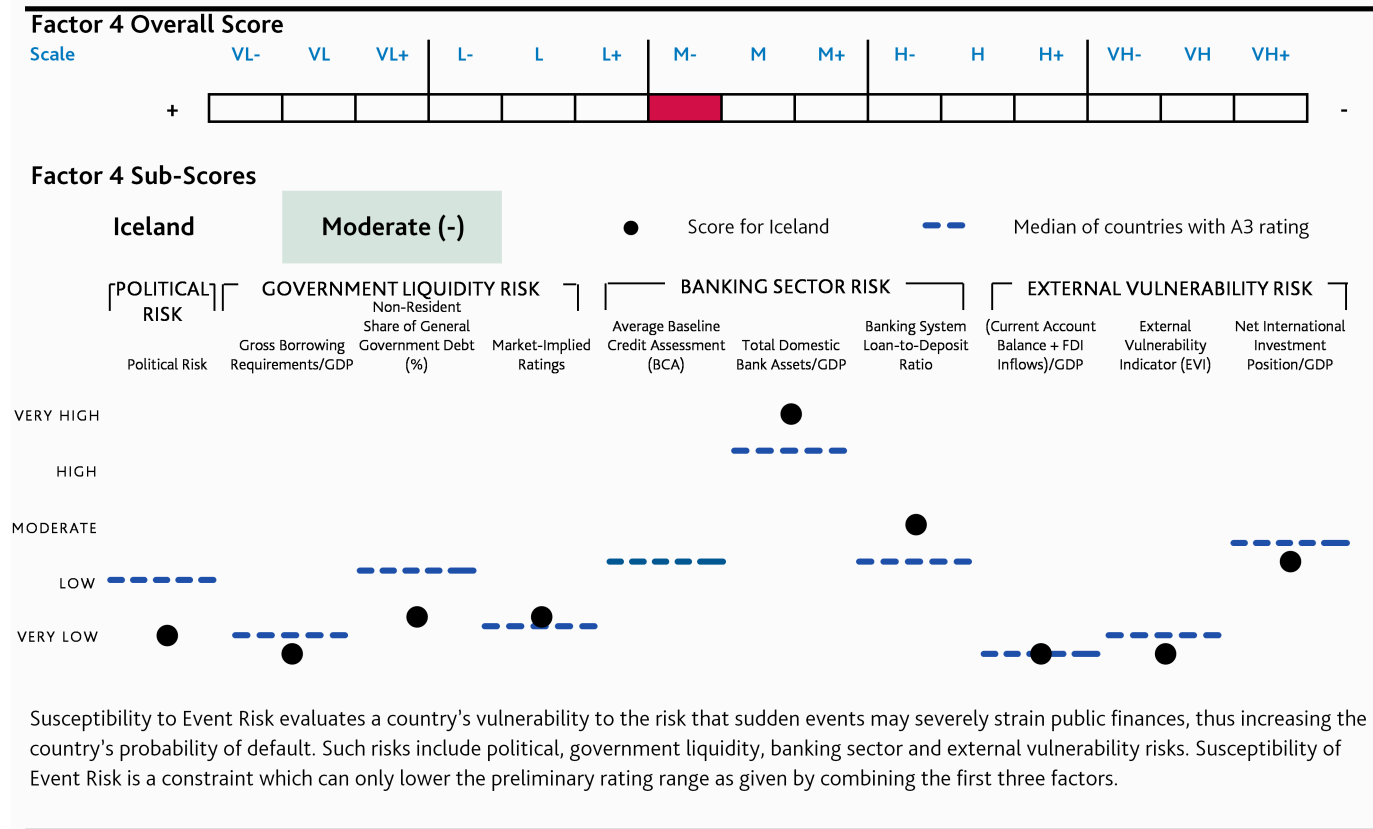 Factor 4 Overall Score
Scale VL- VL VL+ L- L L+ M- M M+ H- H H+ VH- VH VH+
+ -
Factor 4 Sub-Scores
Iceland Moderate (-) Score for Iceland Median of countries with A3 rating
POLITICAL
RISK
GOVERNMENT LIQUIDITY RISK
BANKING SECTOR RISK
EXTERNAL VULNERABILITY RISK
Political Risk
Gross Borrowing
Requirements/GDP
Non-Resident
Share of General
Government Debt
(%)
Market-Implied
Ratings
Average Baseline
Credit Assessment
(BCA)
Total Domestic
Bank Assets/GDP
Banking System
Loan-to-Deposit
Ratio
(Current Account
Balance + FDI
Inflows)/GDP
External
Vulnerability
Indicator (EVI)
Net International
Investment
Position/GDP
VERY HIGH
HIGH
MODERATE
LOW
VERY LOW
Susceptibility to Event Risk evaluates a country's vulnerability to the risk that sudden events may severely strain public finances, thus increasing the
country's probability of default. Such risks include political, government liquidity, banking sector and external vulnerability risks. Susceptibility of
Event Risk is a constraint which can only lower the preliminary rating range as given by combining the first three factors.